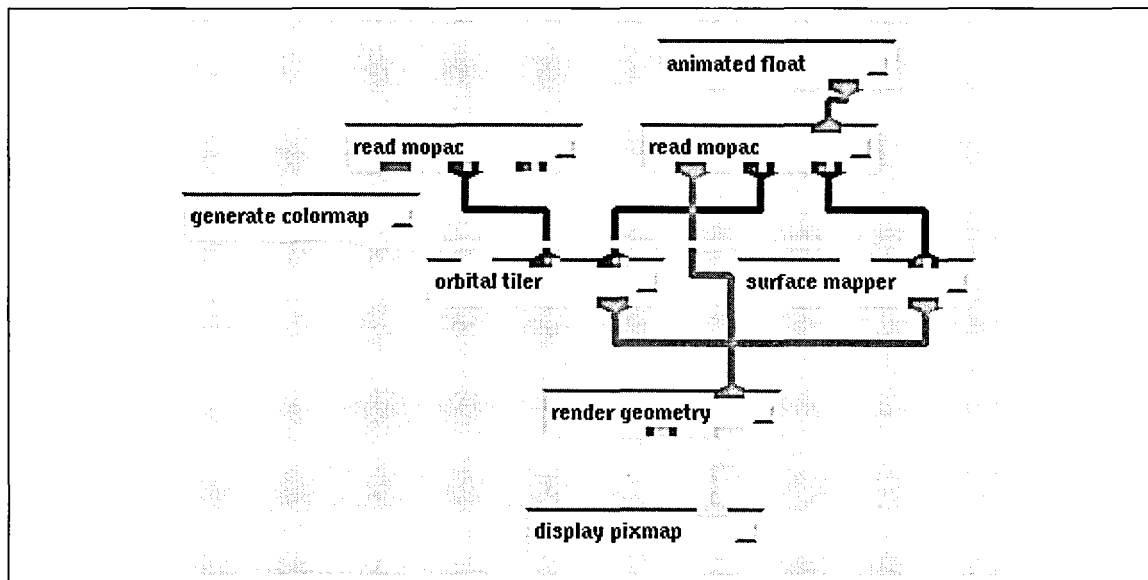 animated float
read mopac
read mopac
generate colormap
orbital tiler
surface mapper
render geometry
display pixmap